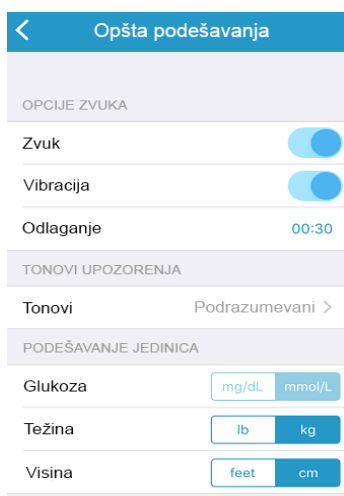 Opšta podešavanja
OPCIJE ZVUKA
Zvuk
Vibracija
Odlaganje 00:30
TONOVI UPOZORENJA
Tonovi Podrazumevani
PODEŠAVANJE JEDINICA
Glukoza mg/dL mmol/L
Težina lb kg
Visina feet cm